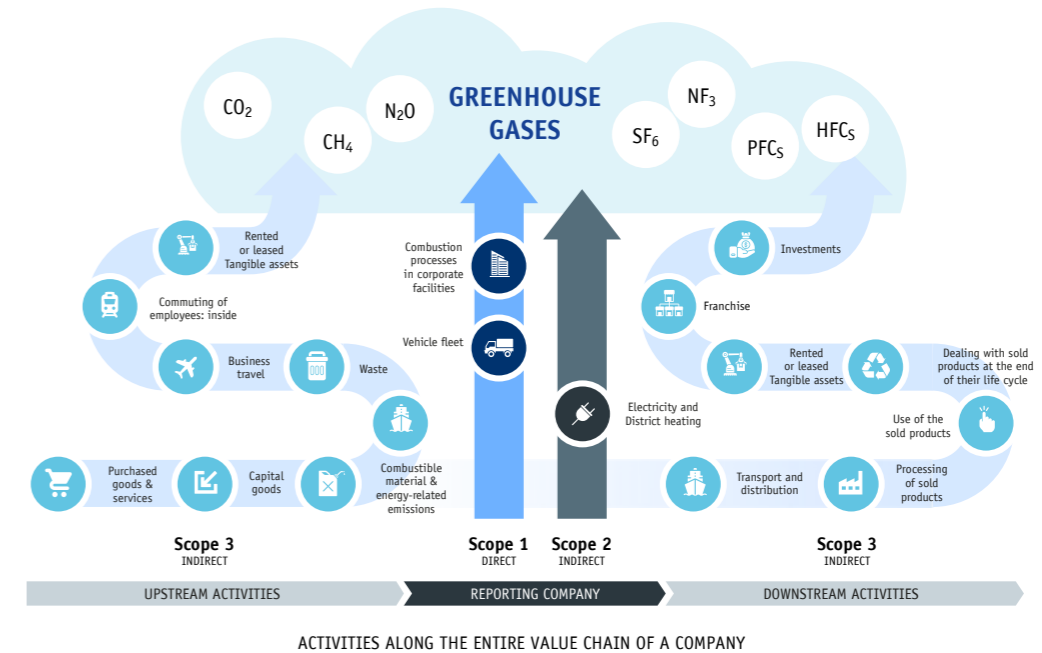 GREENHOUSE
GASES
CO2
CH4
N2O
SF6
NF3
PFCS
HFCS
Rented
or leased
Tangible assets
Commuting of
employees: inside
Business
travel
Waste
Purchased
goods &
services
Capital
goods
Combustible
material &
energy-related
emissions
Combustion
processes
in corporate
facilities
Vehicle fleet
Electricity and
District heating
Investments
Franchise
Rented
or leased
Tangible assets
Dealing with sold
products at the end
of their life cycle
Use of the
sold products
Transport and
distribution
Processing
of sold
products
Scope 3
INDIRECT
Scope 1
DIRECT
Scope 2
INDIRECT
Scope 3
INDIRECT
UPSTREAM ACTIVITIES
REPORTING COMPANY
DOWNSTREAM ACTIVITIES
ACTIVITIES ALONG THE ENTIRE VALUE CHAIN OF A COMPANY